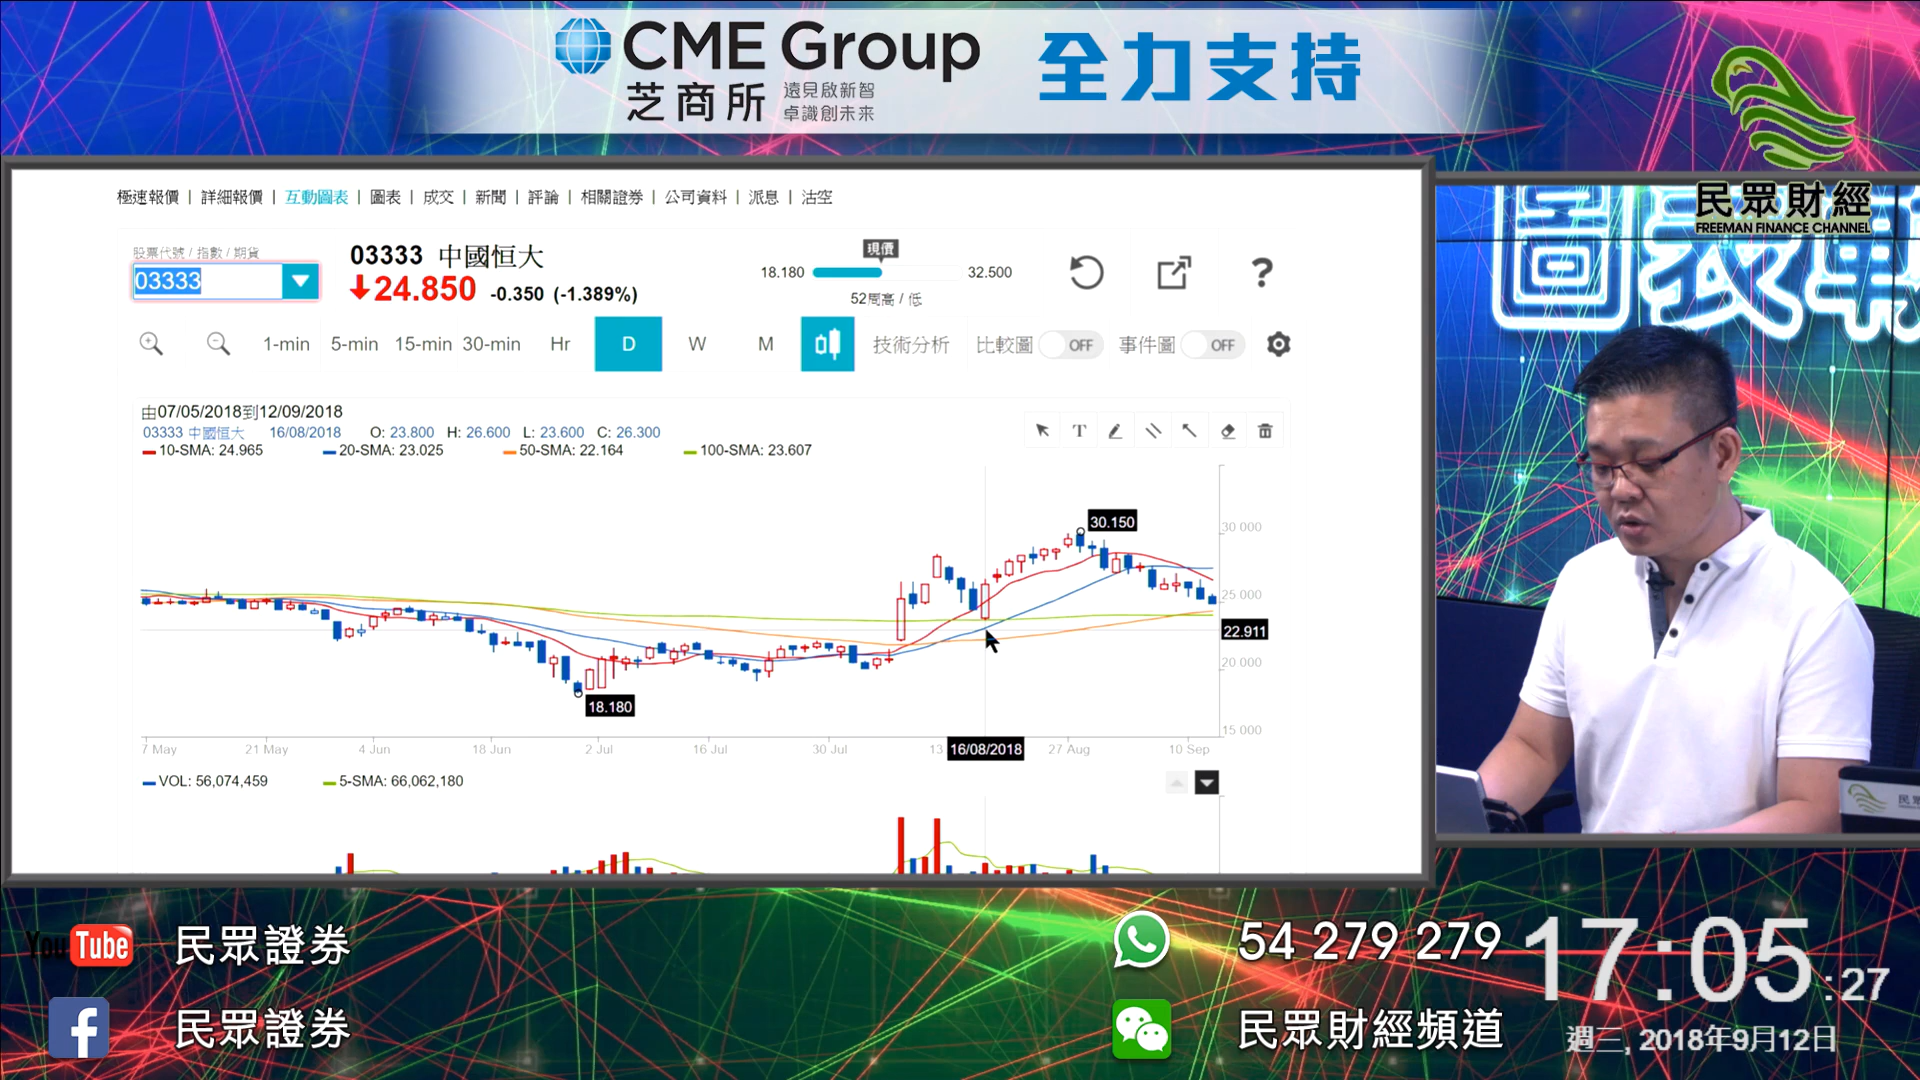 CME Group
芝商所
遠見啟新智
卓識創未來
全力支持
民眾財經
FREEMAN FINANCE CHANNEL
極速報價 | 詳細報價 | 互動圖表 | 圖表 | 成交 | 新聞 | 評論 | 相關證券 | 公司資料 | 派息 | 沽空
股票代號 / 指數 / 期貨
03333
03333 中國恒大
24.850 -0.350 (-1.389%)
現價
18.180 32.500
52周高 / 低
?
1-min 5-min 15-min 30-min Hr D W M 技術分析 比較圖 OFF 事件圖 OFF
由07/05/2018到12/09/2018
03333 中國恒大 16/08/2018 O: 23.800 H: 26.600 L: 23.600 C: 26.300
10-SMA: 24.965 20-SMA: 23.025 50-SMA: 22.164 100-SMA: 23.607
T
30.150
30 000
25 000
22.911
20 000
18.180
15 000
7 May 21 May 4 Jun 18 Jun 2 Jul 16 Jul 30 Jul 13 16/08/2018 27 Aug 10 Sep
VOL: 56,074,459 5-SMA: 66,062,180
圖表
YouTube 民眾證券
f 民眾證券
54 279 279
民眾財經頻道
17:05:27
週三, 2018年9月12日